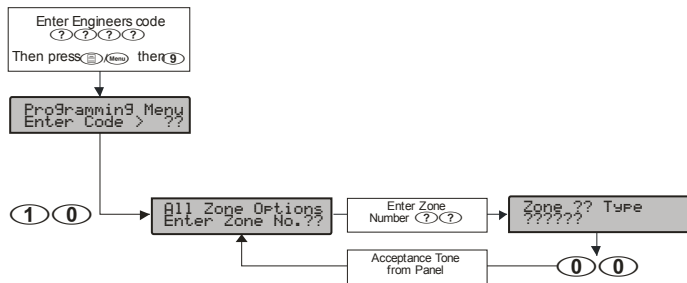 Enter Engineers code
? ? ? ?
Then press / Menu then 9
Programming Menu
Enter Code > ??
1 0
All Zone Options
Enter Zone No.??
Enter Zone
Number ? ?
Zone ?? Type
??????
Acceptance Tone
from Panel
0 0